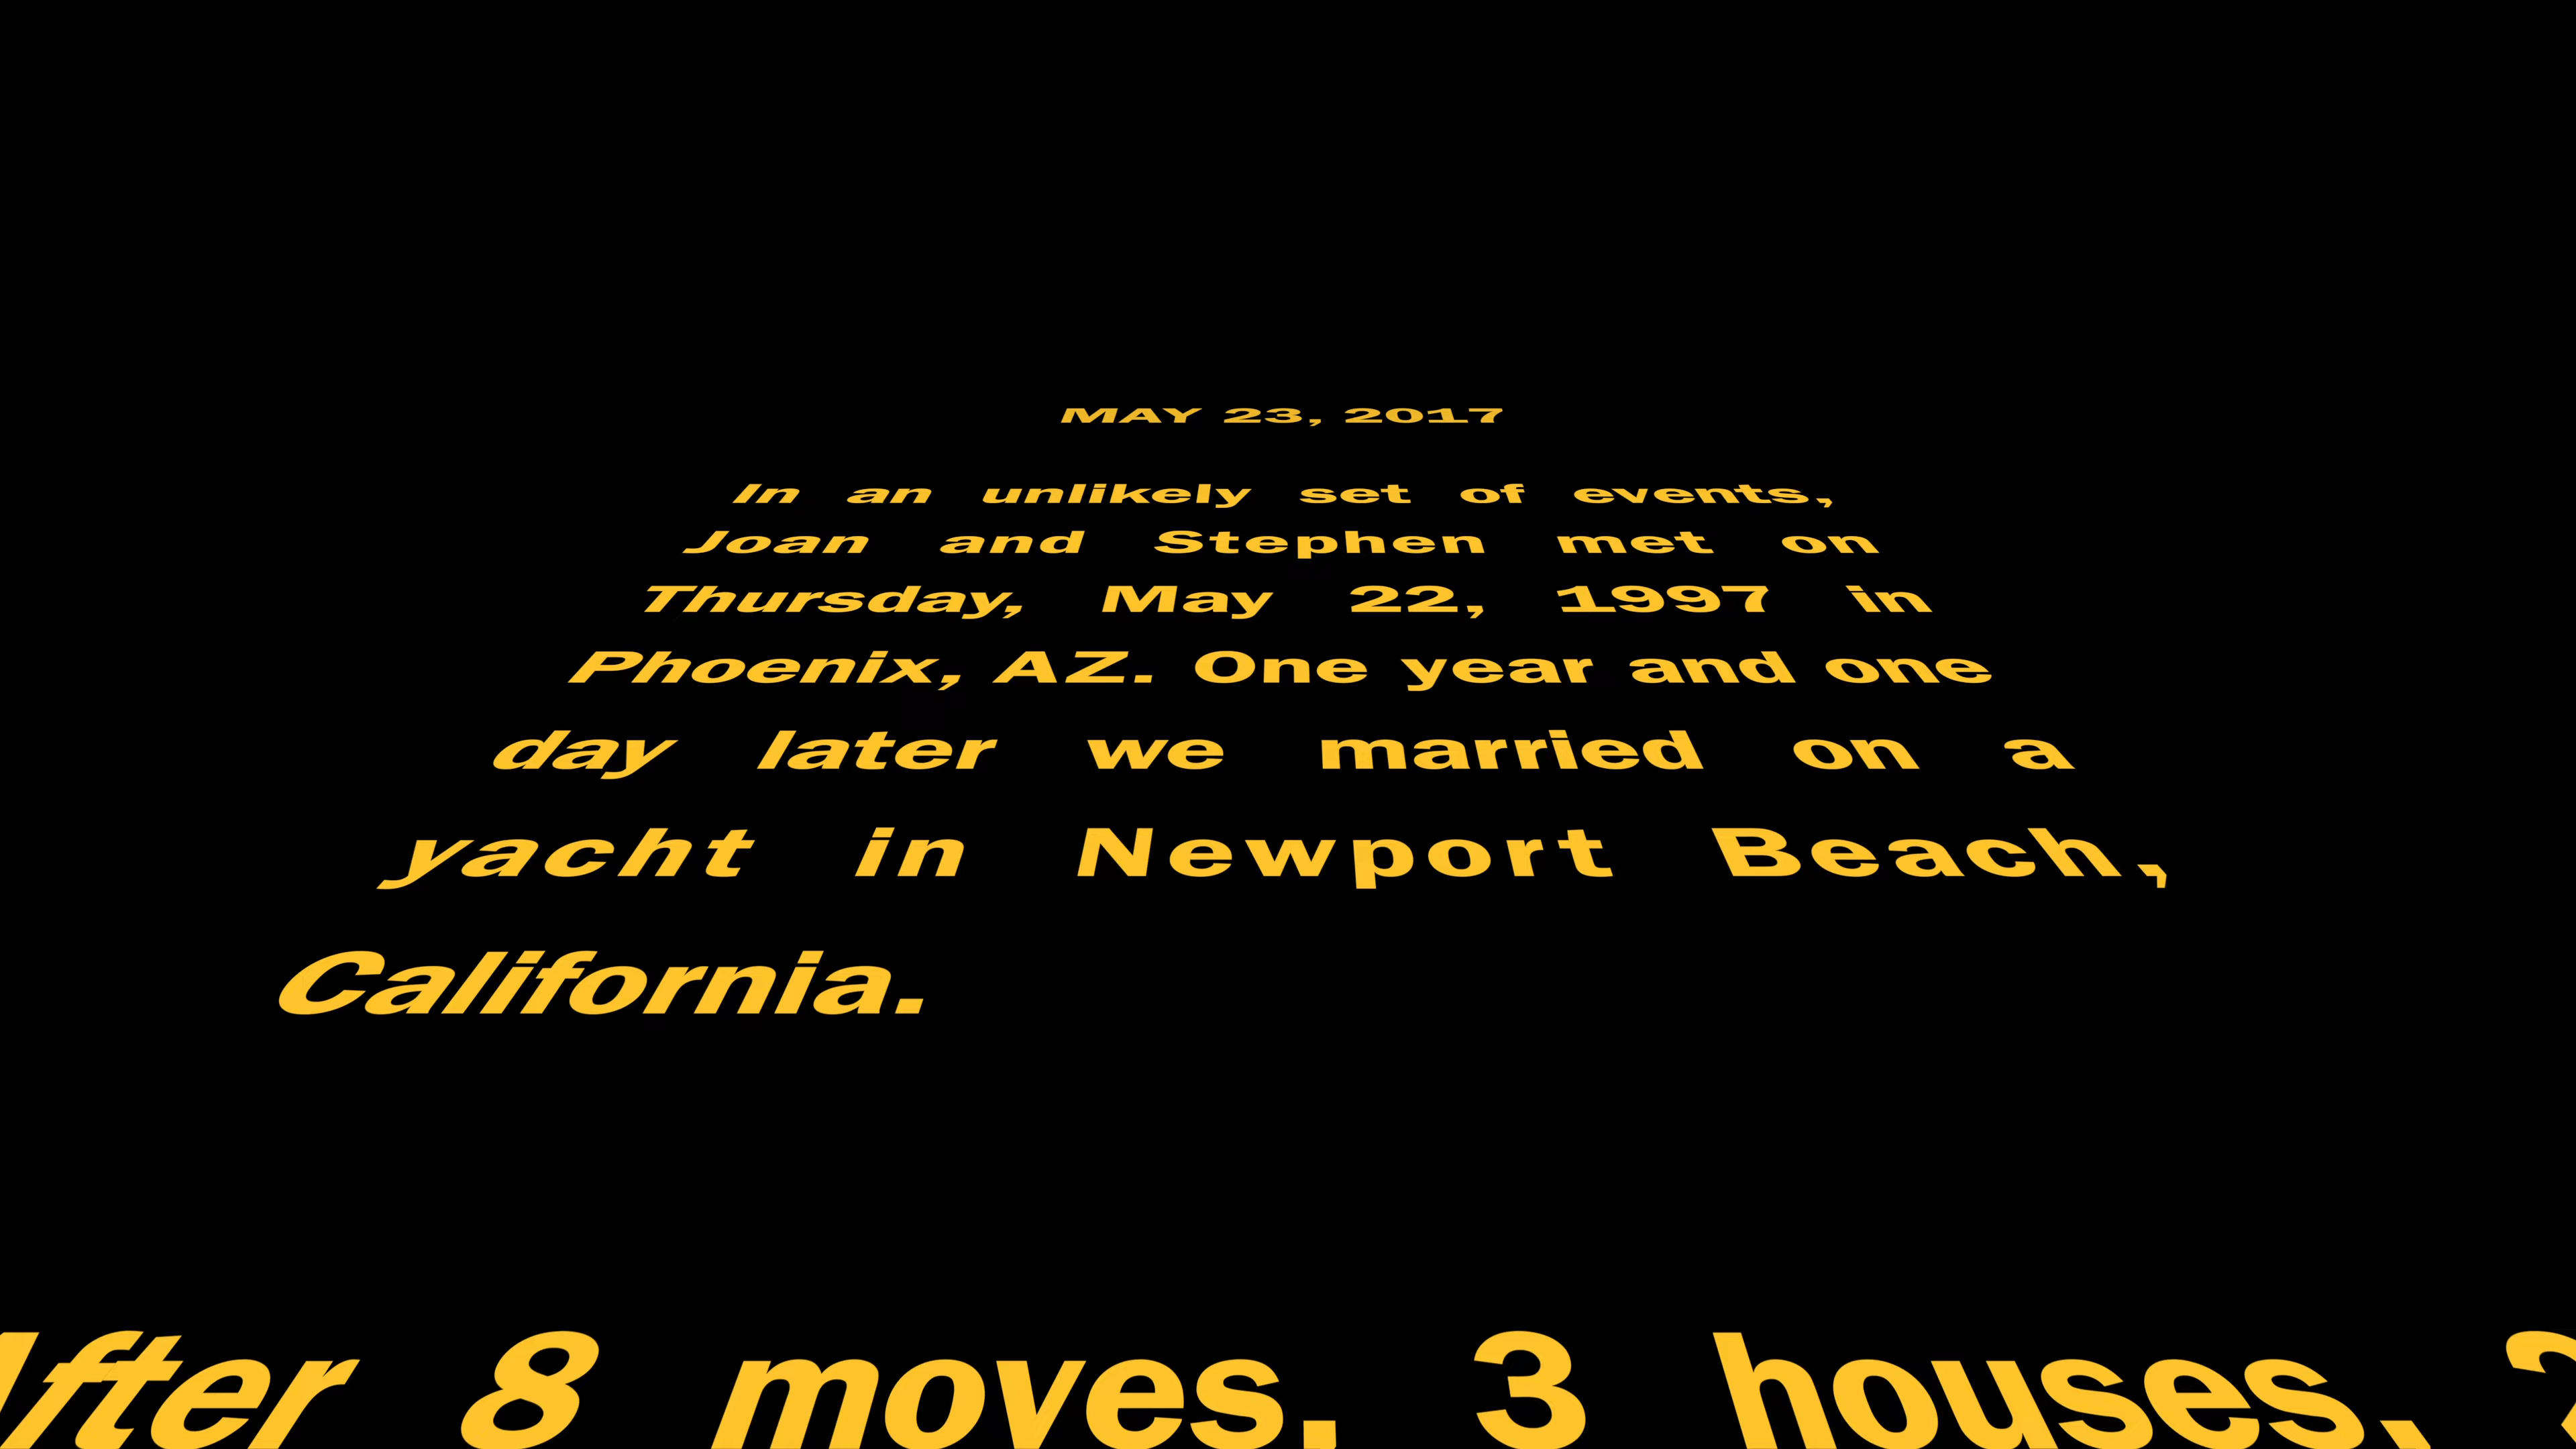 MAY 23, 2017
In an unlikely set of events,
Joan and Stephen met on
Thursday, May 22, 1997 in
Phoenix, AZ. One year and one
day later we married on a
yacht in Newport Beach,
California.
After 8 moves, 3 houses,